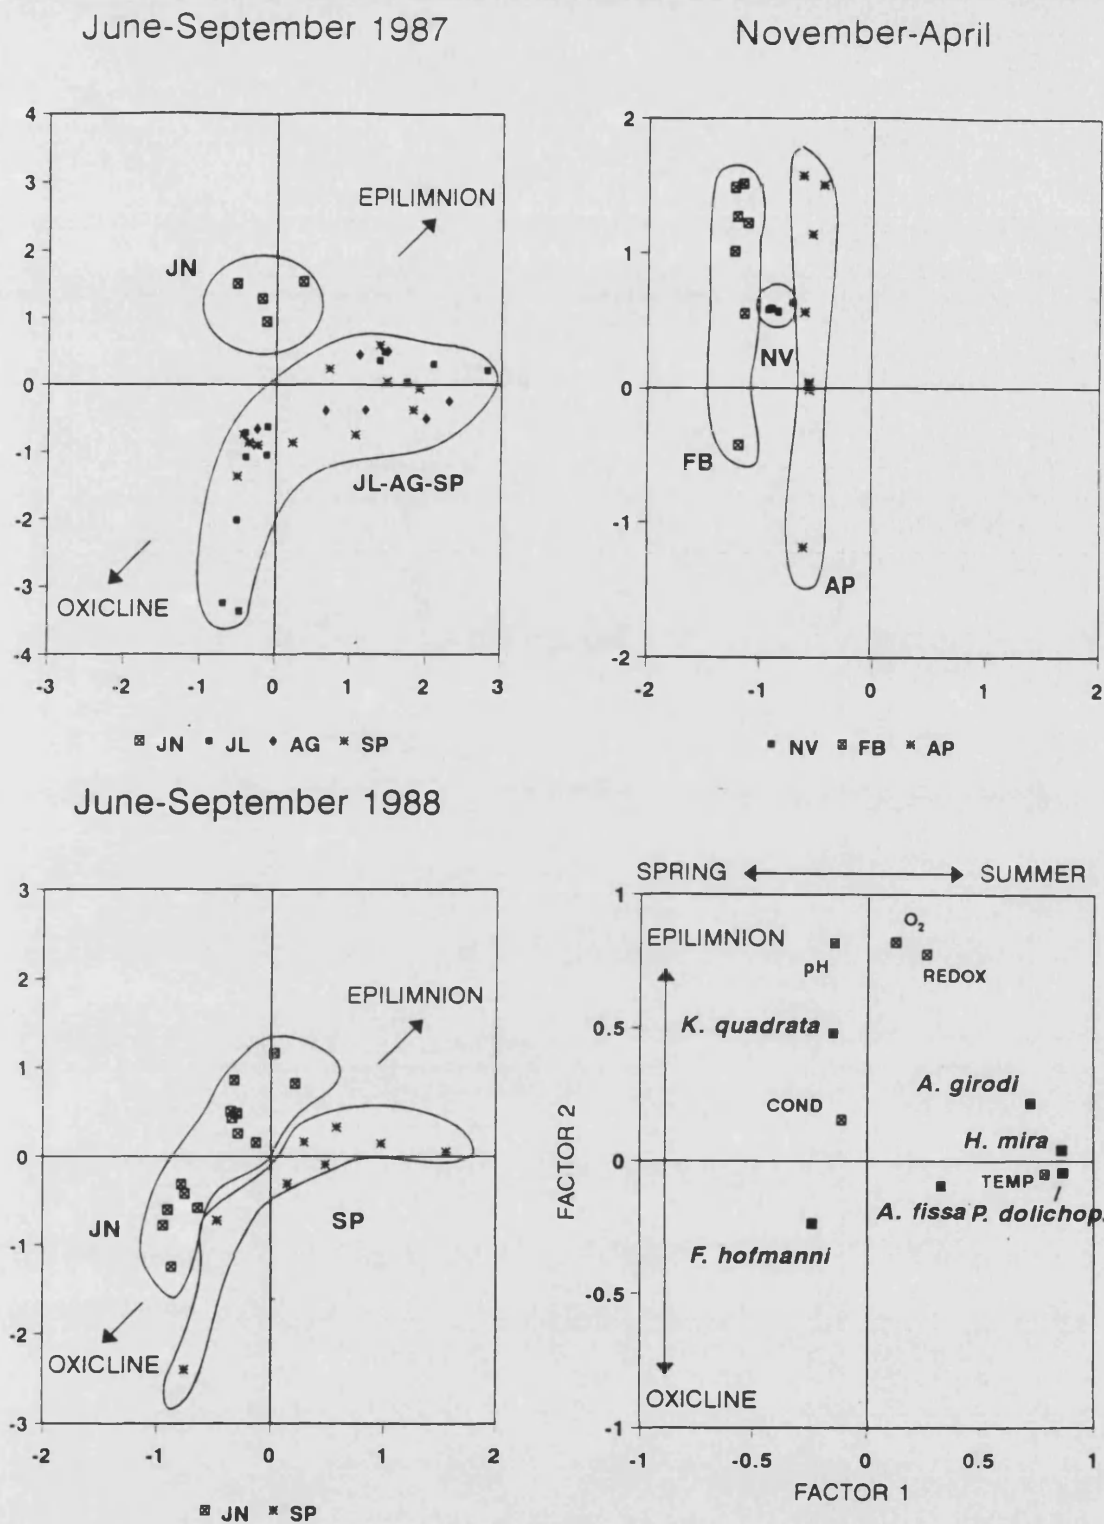 June-September 1987
4
3
2
1
0
-1
-2
-3
-4
-3
-2
-1
0
1
2
3
EPILIMNION
JN
JL-AG-SP
OXICLINE
JN JL AG SP
November-April
2
1
0
-1
-2
-2
-1
0
1
2
NV
FB
AP
NV FB AP
June-September 1988
3
2
1
0
-1
-2
-3
-2
-1
0
1
2
EPILIMNION
JN
SP
OXICLINE
JN SP
SPRING SUMMER
1
0.5
0
-0.5
-1
FACTOR 2
EPILIMNION
O2
pH
REDOX
K. quadrata
A. girodi
COND
H. mira
TEMP
A. fissa P. dolichop.
F. hofmanni
OXICLINE
-1
-0.5
0
0.5
1
FACTOR 1